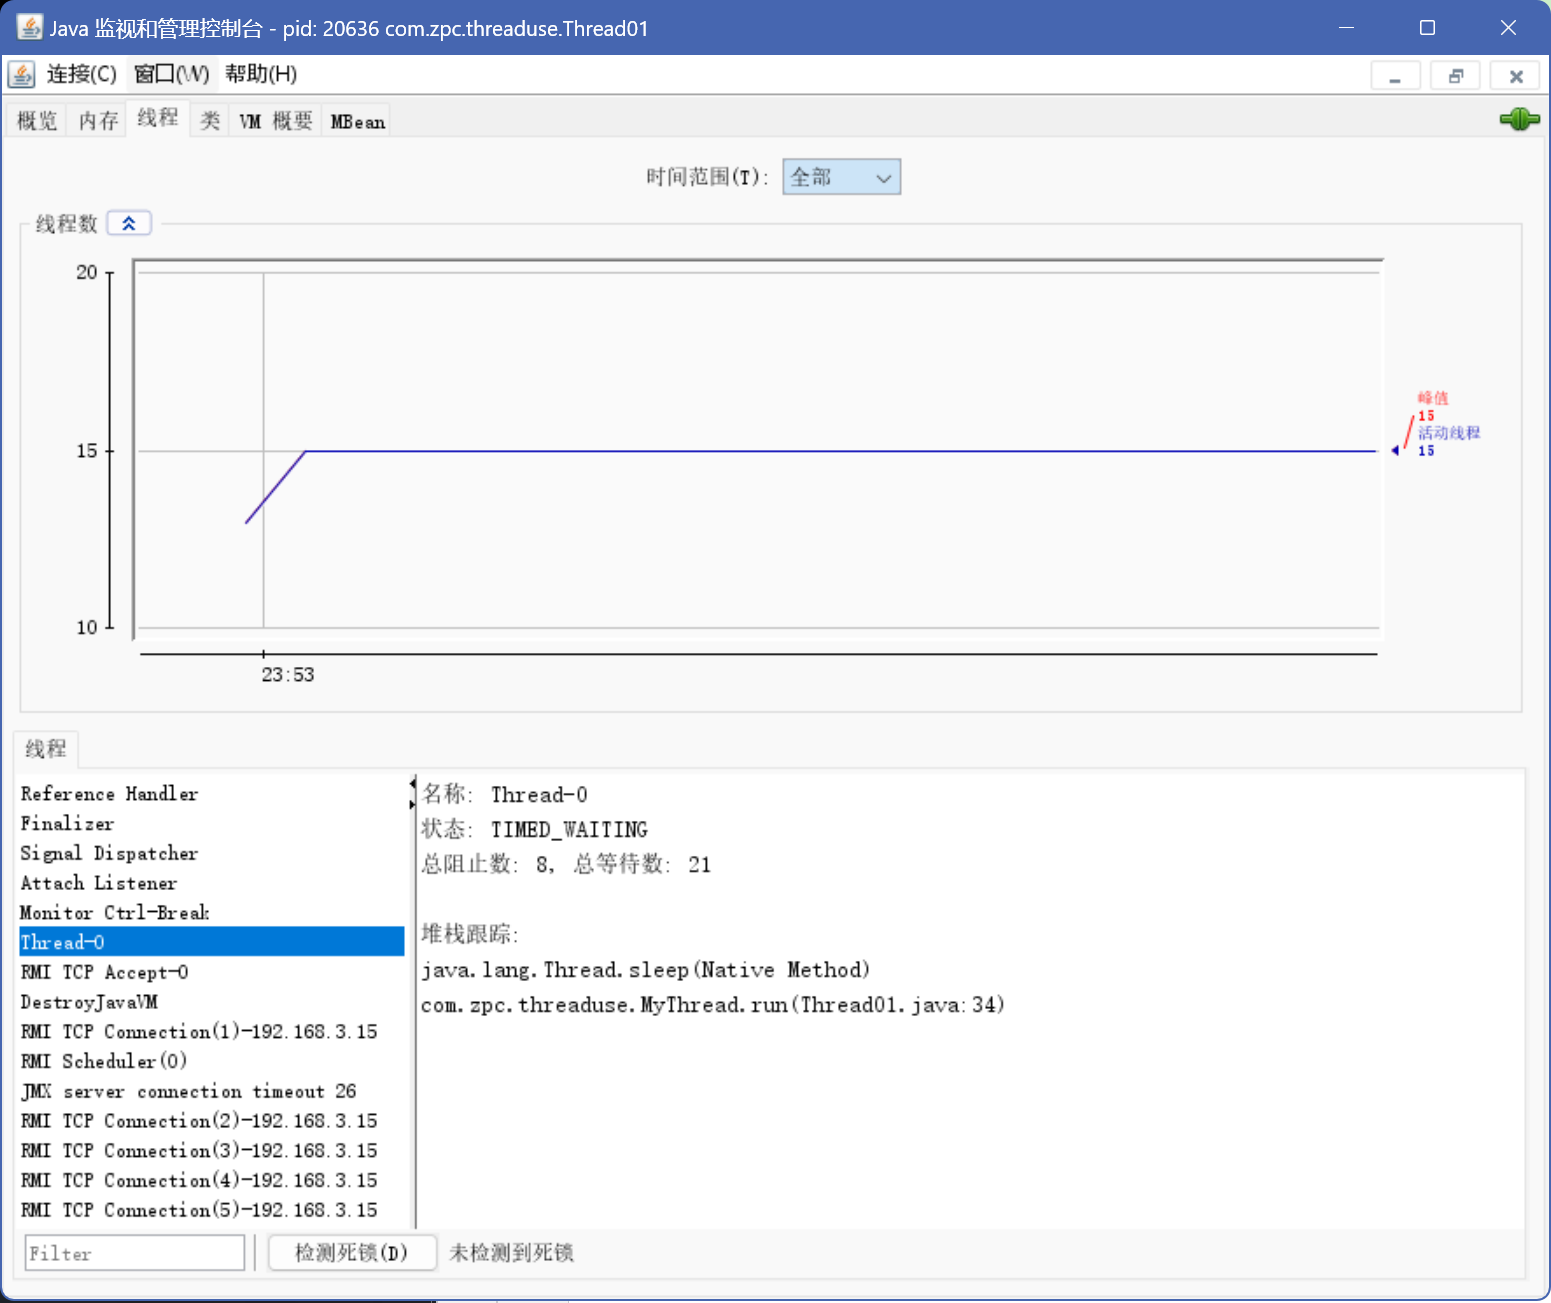 Java 监视和管理控制台 - pid: 20636 com.zpc.threaduse.Thread01
连接(C) 窗口(W) 帮助(H)
概览 内存 线程 类 VM 概要 MBean
时间范围(T): 全部
线程数
20
15
10
23:53
峰值
15
活动线程
15
线程
Reference Handler
Finalizer
Signal Dispatcher
Attach Listener
Monitor Ctrl-Break
Thread-0
RMI TCP Accept-0
DestroyJavaVM
RMI TCP Connection(1)-192.168.3.15
RMI Scheduler(0)
JMX server connection timeout 26
RMI TCP Connection(2)-192.168.3.15
RMI TCP Connection(3)-192.168.3.15
RMI TCP Connection(4)-192.168.3.15
RMI TCP Connection(5)-192.168.3.15
名称: Thread-0
状态: TIMED_WAITING
总阻止数: 8, 总等待数: 21
堆栈跟踪:
java.lang.Thread.sleep(Native Method)
com.zpc.threaduse.MyThread.run(Thread01.java:34)
Filter 检测死锁(D) 未检测到死锁